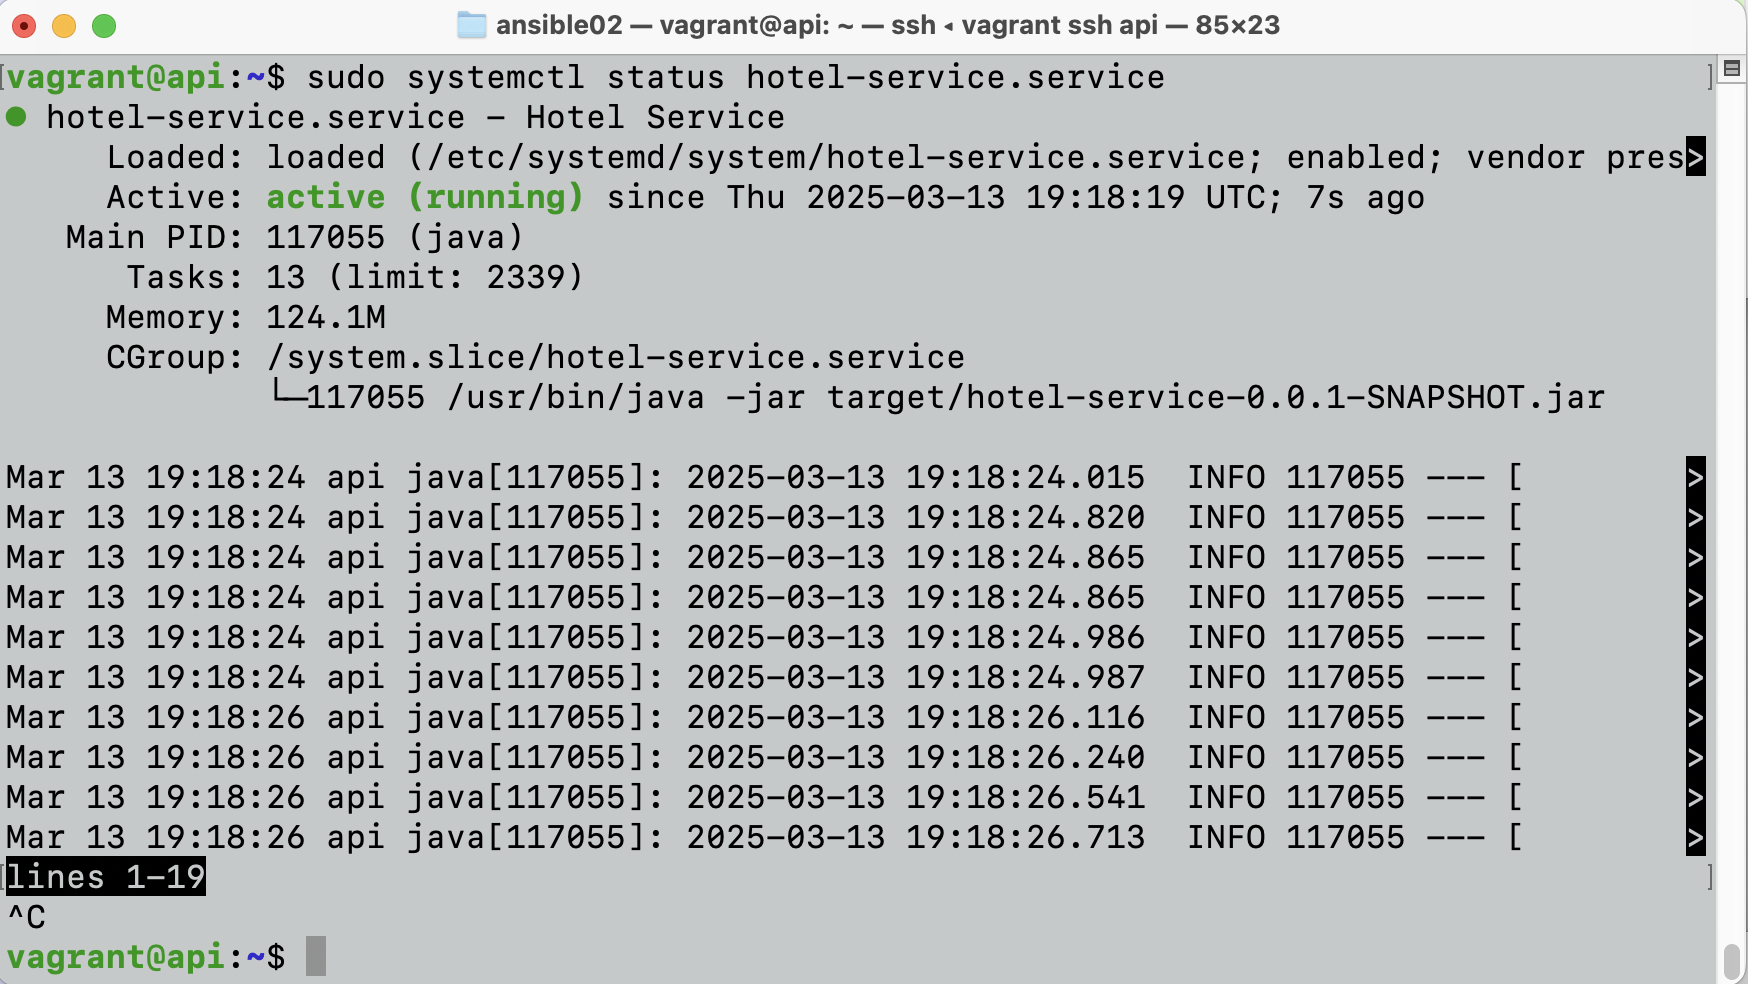 ansible02 — vagrant@api: ~ — ssh ◂ vagrant ssh api — 85×23
[vagrant@api:~$ sudo systemctl status hotel-service.service ]
● hotel-service.service - Hotel Service
     Loaded: loaded (/etc/systemd/system/hotel-service.service; enabled; vendor pres>
     Active: active (running) since Thu 2025-03-13 19:18:19 UTC; 7s ago
   Main PID: 117055 (java)
      Tasks: 13 (limit: 2339)
     Memory: 124.1M
     CGroup: /system.slice/hotel-service.service
             └─117055 /usr/bin/java -jar target/hotel-service-0.0.1-SNAPSHOT.jar
Mar 13 19:18:24 api java[117055]: 2025-03-13 19:18:24.015  INFO 117055 --- [        >
Mar 13 19:18:24 api java[117055]: 2025-03-13 19:18:24.820  INFO 117055 --- [        >
Mar 13 19:18:24 api java[117055]: 2025-03-13 19:18:24.865  INFO 117055 --- [        >
Mar 13 19:18:24 api java[117055]: 2025-03-13 19:18:24.865  INFO 117055 --- [        >
Mar 13 19:18:24 api java[117055]: 2025-03-13 19:18:24.986  INFO 117055 --- [        >
Mar 13 19:18:24 api java[117055]: 2025-03-13 19:18:24.987  INFO 117055 --- [        >
Mar 13 19:18:26 api java[117055]: 2025-03-13 19:18:26.116  INFO 117055 --- [        >
Mar 13 19:18:26 api java[117055]: 2025-03-13 19:18:26.240  INFO 117055 --- [        >
Mar 13 19:18:26 api java[117055]: 2025-03-13 19:18:26.541  INFO 117055 --- [        >
Mar 13 19:18:26 api java[117055]: 2025-03-13 19:18:26.713  INFO 117055 --- [        >
[lines 1-19 ]
^C
vagrant@api:~$